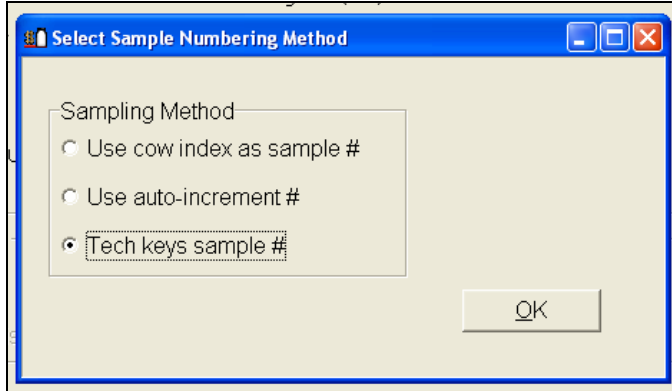 Select Sample Numbering Method
Sampling Method
Use cow index as sample #
Use auto-increment #
Tech keys sample #
OK